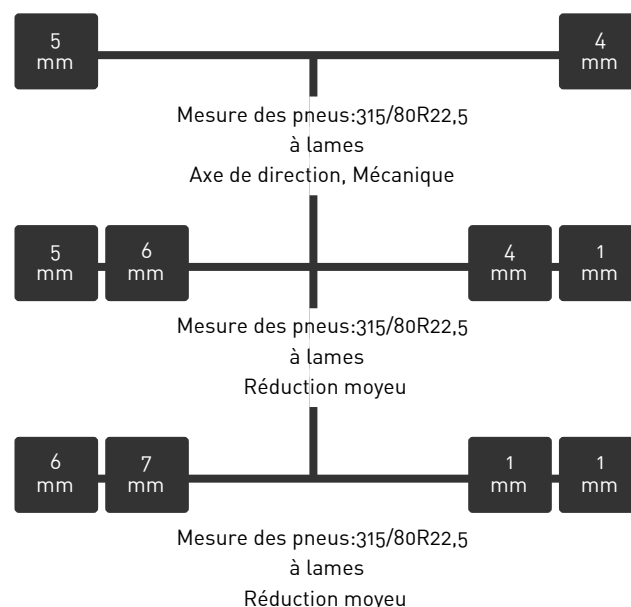 5 mm
4 mm
Mesure des pneus:315/80R22,5
à lames
Axe de direction, Mécanique
5 mm
6 mm
4 mm
1 mm
Mesure des pneus:315/80R22,5
à lames
Réduction moyeu
6 mm
7 mm
1 mm
1 mm
Mesure des pneus:315/80R22,5
à lames
Réduction moyeu